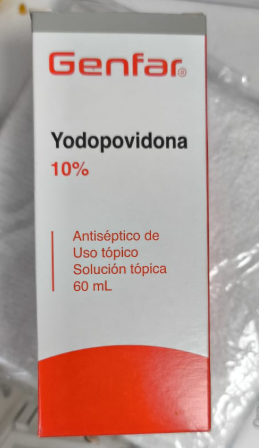 Genfar®
Yodopovidona
10%
Antiséptico de
Uso tópico
Solución tópica
60 mL